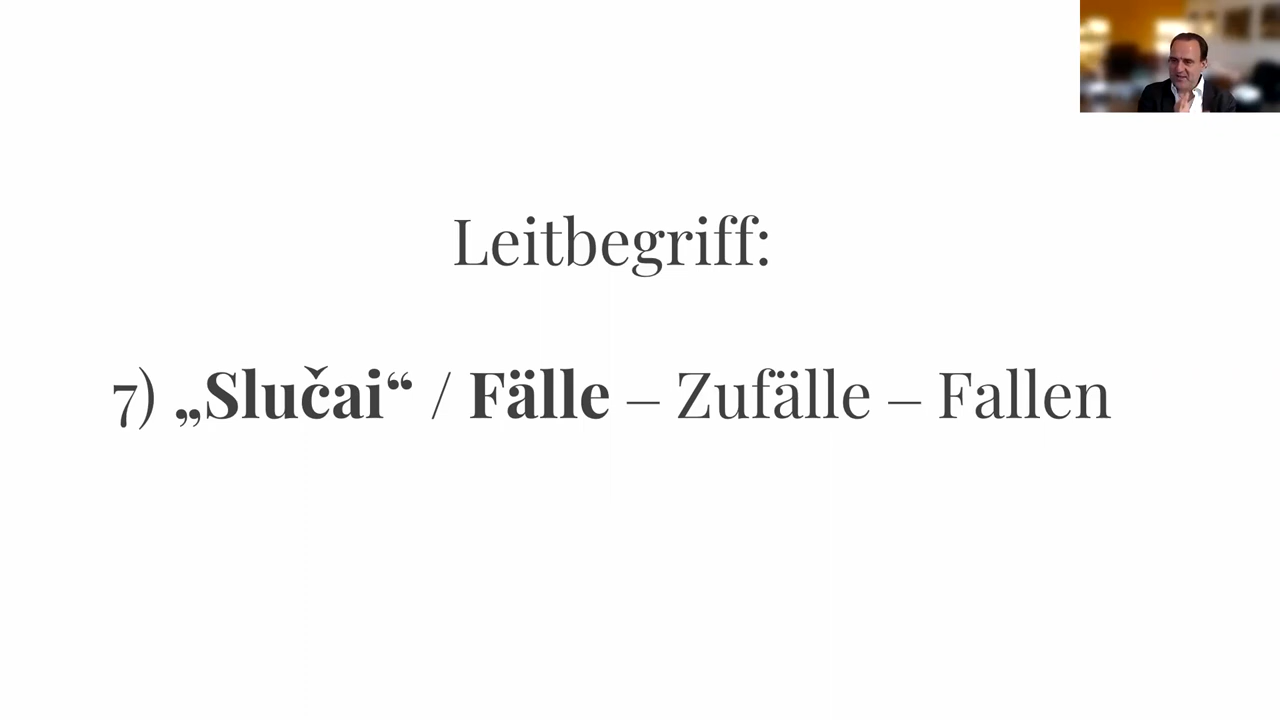 Leitbegriff:
7) „Slučai“ / Fälle – Zufälle – Fallen